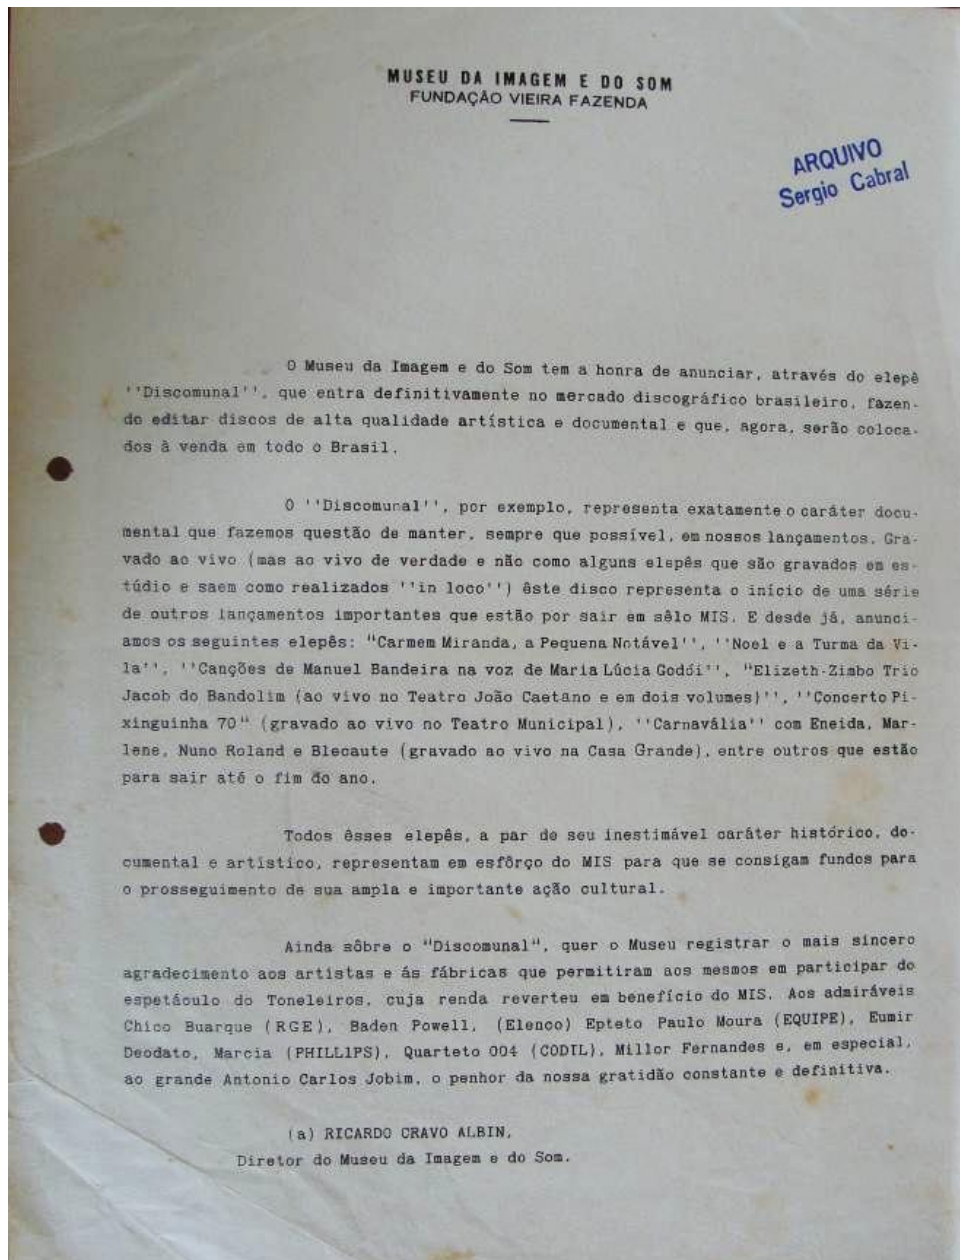 MUSEU DA IMAGEM E DO SOM
FUNDAÇÃO VIEIRA FAZENDA
ARQUIVO
Sergio Cabral
O Museu da Imagem e do Som tem a honra de anunciar, através do elepê
''Discomunal'', que entra definitivamente no mercado discográfico brasileiro, fazen-
do editar discos de alta qualidade artística e documental e que, agora, serão coloca-
dos à venda em todo o Brasil.
O ''Discomunal'', por exemplo, representa exatamente o caráter docu-
mental que fazemos questão de manter, sempre que possível, em nossos lançamentos. Gra-
vado ao vivo (mas ao vivo de verdade e não como alguns elepês que são gravados em es-
túdio e saem como realizados ''in loco'') êste disco representa o início de uma série
de outros lançamentos importantes que estão por sair em sêlo MIS. E desde já, anunci-
amos os seguintes elepês: "Carmem Miranda, a Pequena Notável'', ''Noel e a Turma da Vi-
la'', ''Canções de Manuel Bandeira na voz de Maria Lúcia Godói'', "Elizeth-Zimbo Trio
Jacob do Bandolim (ao vivo no Teatro João Caetano e em dois volumes)'', ''Concerto Pi-
xinguinha 70" (gravado ao vivo no Teatro Municipal), ''Carnavália'' com Eneida, Mar-
lene, Nuno Roland e Blecaute (gravado ao vivo na Casa Grande), entre outros que estão
para sair até o fim do ano.
Todos êsses elepês, a par de seu inestimável caráter histórico, do-
cumental e artístico, representam em esfôrço do MIS para que se consigam fundos para
o prosseguimento de sua ampla e importante ação cultural.
Ainda sôbre o "Discomunal", quer o Museu registrar o mais sincero
agradecimento aos artistas e ás fábricas que permitiram aos mesmos em participar do
espetáculo do Toneleiros, cuja renda reverteu em benefício do MIS. Aos admiráveis
Chico Buarque (RGE), Baden Powell, (Elenco) Epteto Paulo Moura (EQUIPE), Eumir
Deodato, Marcia (PHILL1PS), Quarteto 004 (CODIL), Millor Fernandes e, em especial,
ao grande Antonio Carlos Jobim, o penhor da nossa gratidão constante e definitiva.
(a) RICARDO CRAVO ALBIN,
Diretor do Museu da Imagem e do Som.